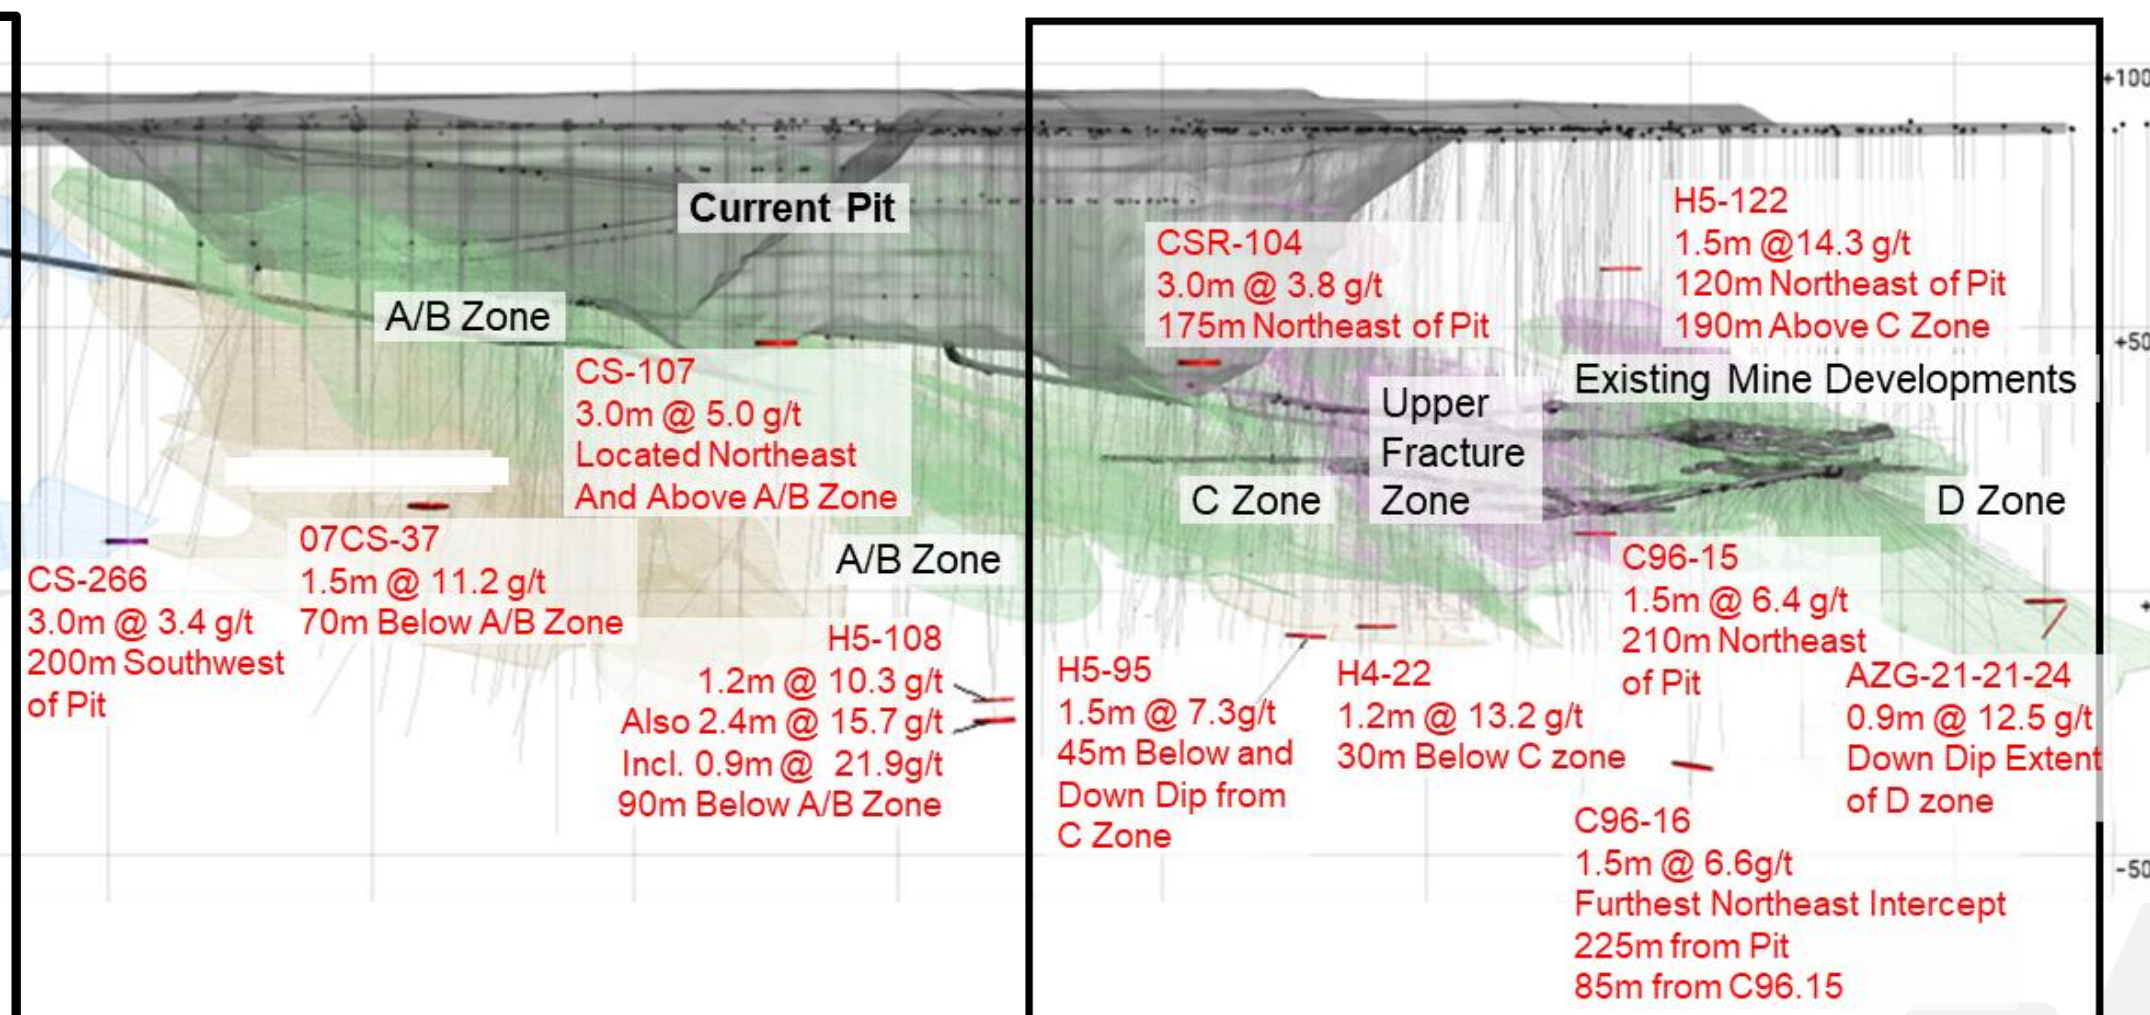 +100
Current Pit
H5-122
1.5m @14.3 g/t
120m Northeast of Pit
190m Above C Zone
CSR-104
3.0m @ 3.8 g/t
175m Northeast of Pit
A/B Zone
+50
CS-107
3.0m @ 5.0 g/t
Located Northeast
And Above A/B Zone
Existing Mine Developments
Upper
Fracture
Zone
C Zone
D Zone
07CS-37
1.5m @ 11.2 g/t
70m Below A/B Zone
A/B Zone
CS-266
3.0m @ 3.4 g/t
200m Southwest
of Pit
C96-15
1.5m @ 6.4 g/t
210m Northeast
of Pit
H5-108
1.2m @ 10.3 g/t
Also 2.4m @ 15.7 g/t
Incl. 0.9m @ 21.9g/t
90m Below A/B Zone
H5-95
1.5m @ 7.3g/t
45m Below and
Down Dip from
C Zone
H4-22
1.2m @ 13.2 g/t
30m Below C zone
AZG-21-21-24
0.9m @ 12.5 g/t
Down Dip Extent
of D zone
C96-16
1.5m @ 6.6g/t
Furthest Northeast Intercept
225m from Pit
85m from C96.15
-50